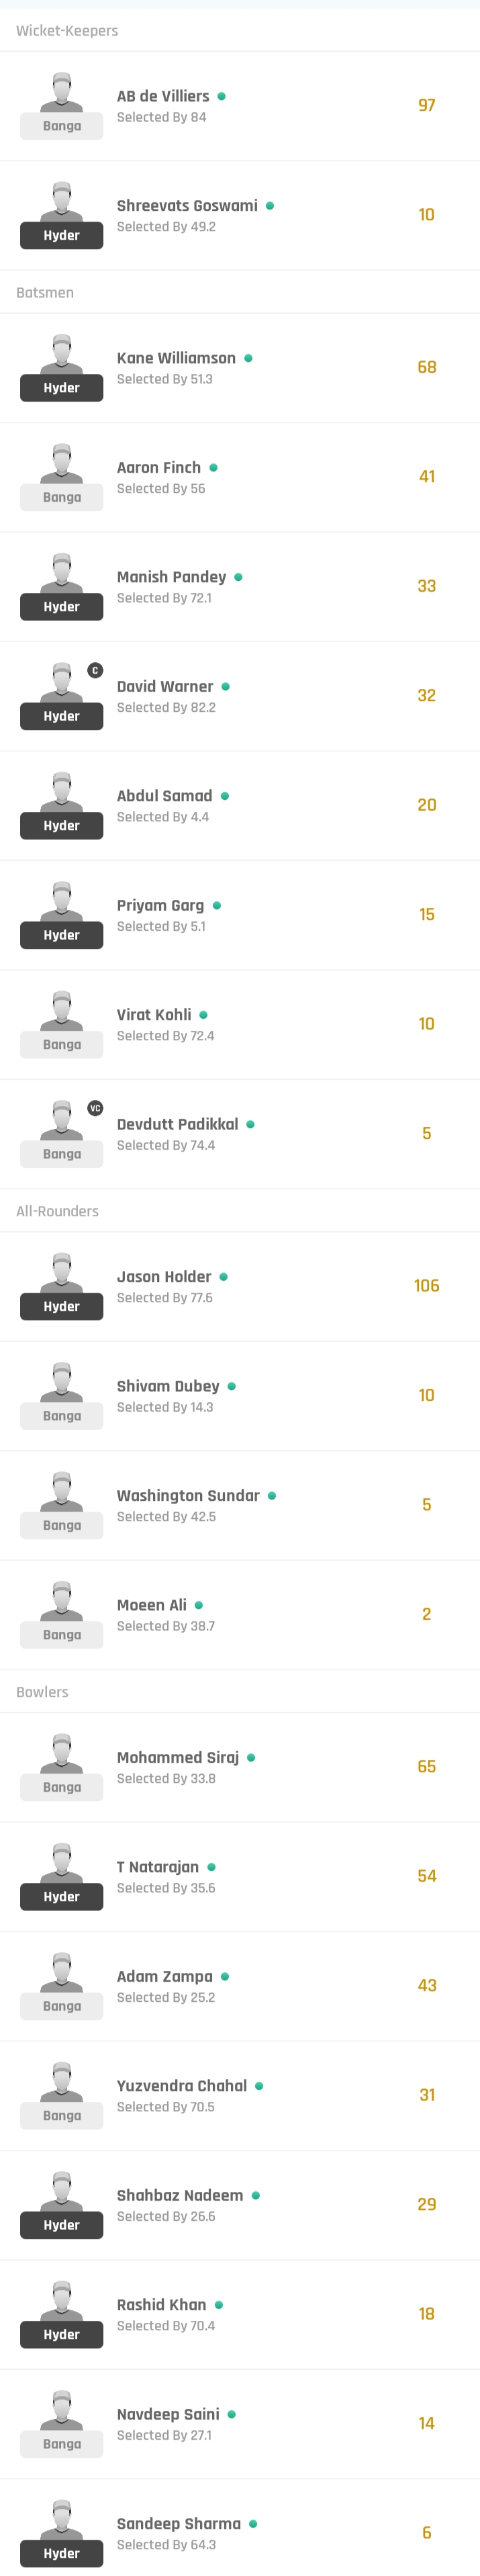 Wicket-Keepers
AB de Villiers
Selected By 84
97
Banga
Shreevats Goswami
Selected By 49.2
10
Hyder
Batsmen
Kane Williamson
Selected By 51.3
68
Hyder
Aaron Finch
Selected By 56
41
Banga
Manish Pandey
Selected By 72.1
33
Hyder
C
David Warner
Selected By 82.2
32
Hyder
Abdul Samad
Selected By 4.4
20
Hyder
Priyam Garg
Selected By 5.1
15
Hyder
Virat Kohli
Selected By 72.4
10
Banga
VC
Devdutt Padikkal
Selected By 74.4
5
Banga
All-Rounders
Jason Holder
Selected By 77.6
106
Hyder
Shivam Dubey
Selected By 14.3
10
Banga
Washington Sundar
Selected By 42.5
5
Banga
Moeen Ali
Selected By 38.7
2
Banga
Bowlers
Mohammed Siraj
Selected By 33.8
65
Banga
T Natarajan
Selected By 35.6
54
Hyder
Adam Zampa
Selected By 25.2
43
Banga
Yuzvendra Chahal
Selected By 70.5
31
Banga
Shahbaz Nadeem
Selected By 26.6
29
Hyder
Rashid Khan
Selected By 70.4
18
Hyder
Navdeep Saini
Selected By 27.1
14
Banga
Sandeep Sharma
Selected By 64.3
6
Hyder